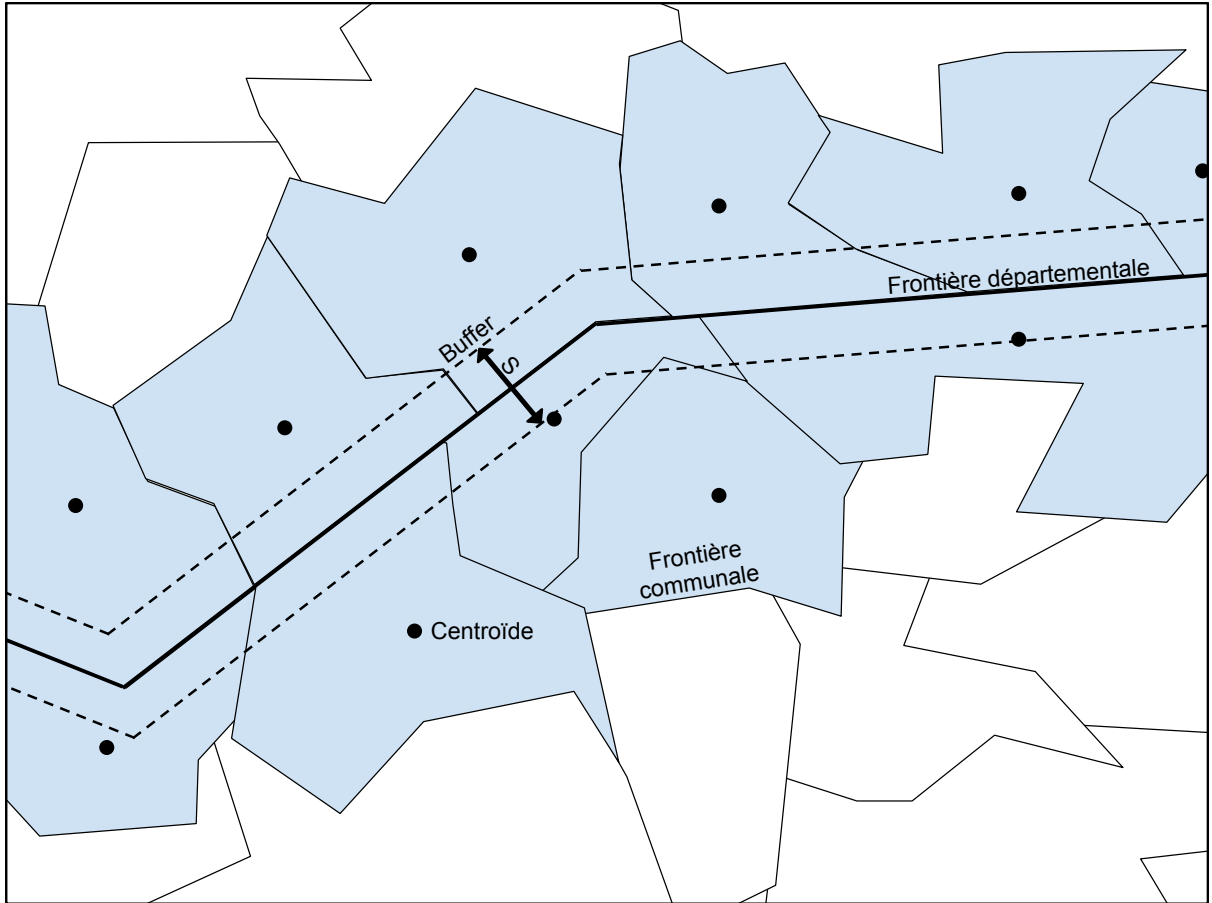 Frontière départementale
Buffer
S
Frontière
communale
Centroïde